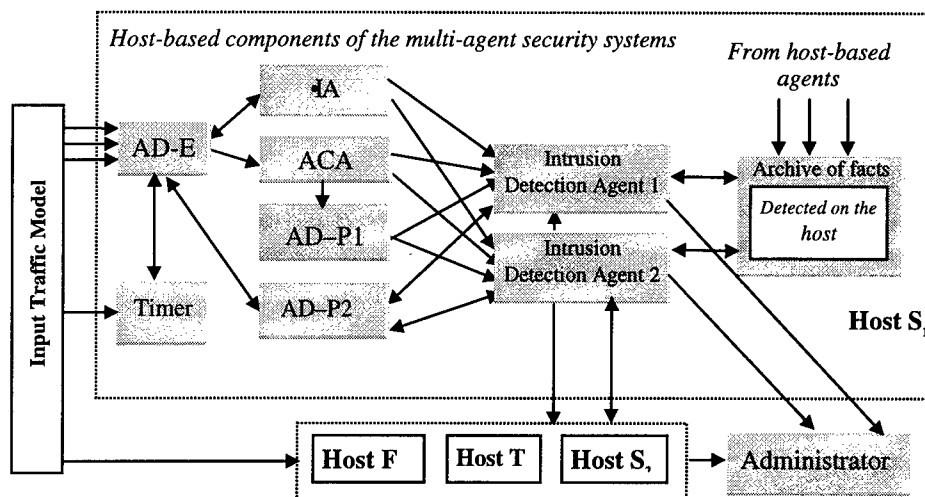 Host-based components of the multi-agent security systems
From host-based
agents
Input Traffic Model
AD-E
Timer
IA
ACA
AD–P1
AD–P2
Intrusion
Detection Agent 1
Intrusion
Detection Agent 2
Archive of facts
Detected on the
host
Host S
Host F
Host T
Host S
Administrator